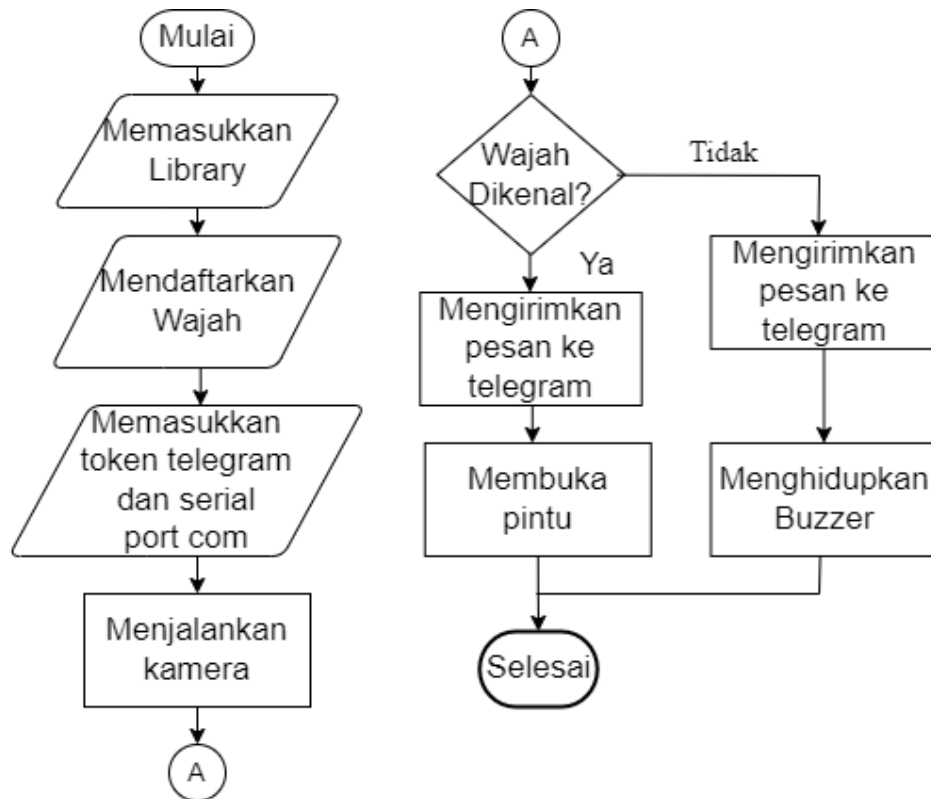 Mulai
Memasukkan
Library
Mendaftarkan
Wajah
Memasukkan
token telegram
dan serial
port com
Menjalankan
kamera
A
A
Wajah
Dikenal?
Tidak
Ya
Mengirimkan
pesan ke
telegram
Mengirimkan
pesan ke
telegram
Membuka
pintu
Menghidupkan
Buzzer
Selesai